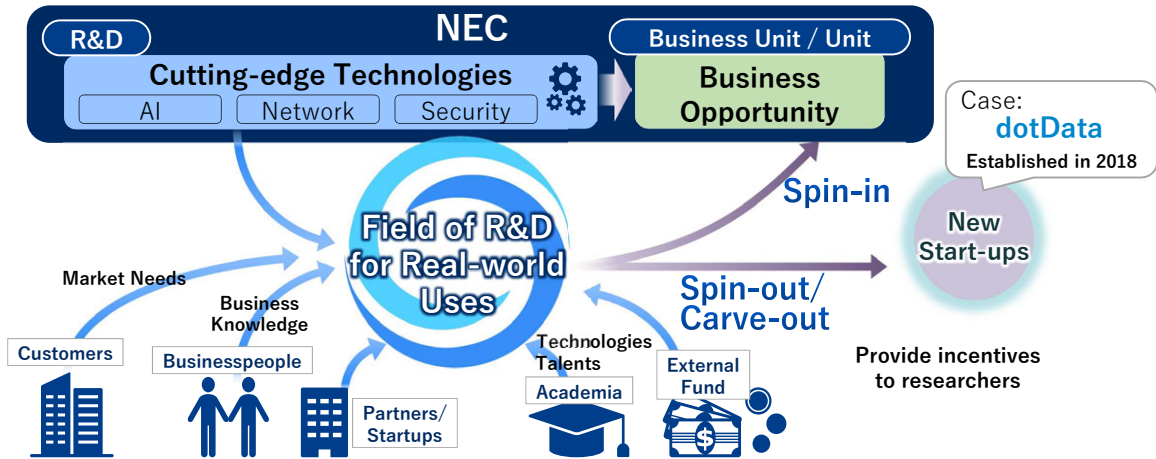 NEC
R&D
Business Unit / Unit
Cutting-edge Technologies
AI
Network
Security
Business
Opportunity
Case:
dotData
Established in 2018
Spin-in
Field of R&D
for Real-world
Uses
New
Start-ups
Market Needs
Business
Knowledge
Spin-out/
Carve-out
Customers
Businesspeople
Partners/
Startups
Technologies
Talents
Academia
External
Fund
$
Provide incentives
to researchers